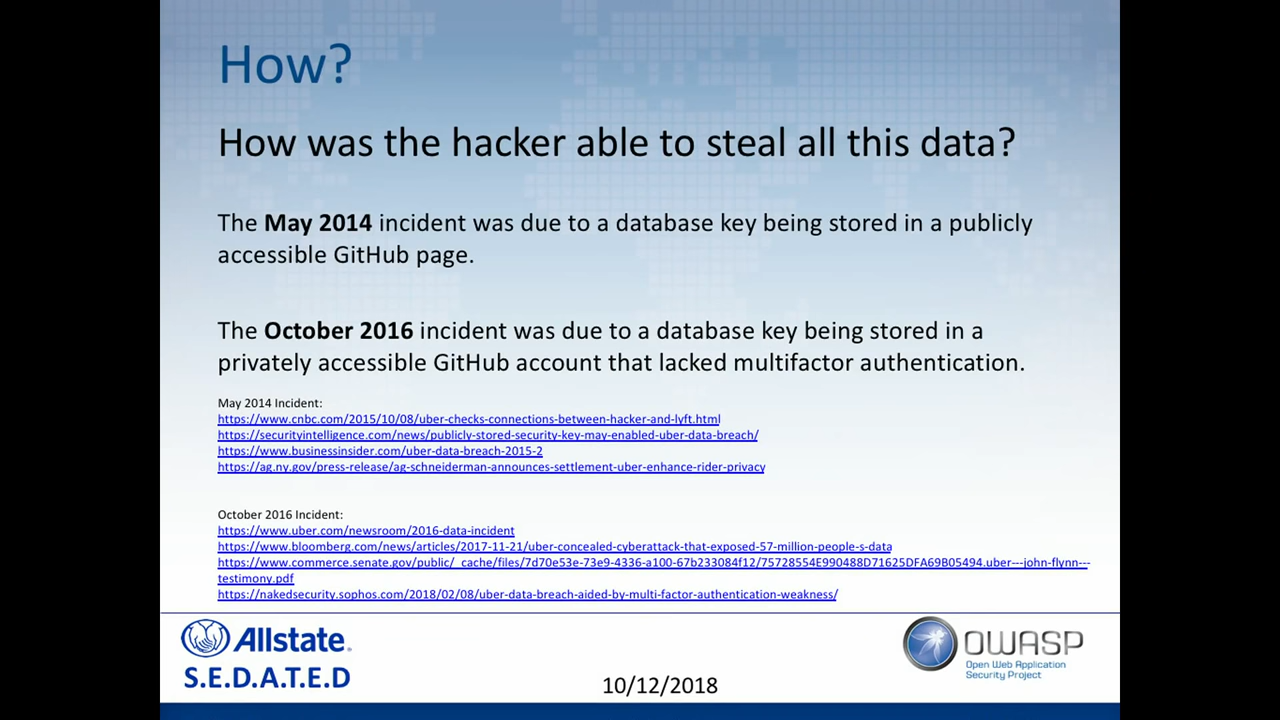 How?
How was the hacker able to steal all this data?
The May 2014 incident was due to a database key being stored in a publicly
accessible GitHub page.
The October 2016 incident was due to a database key being stored in a
privately accessible GitHub account that lacked multifactor authentication.
May 2014 Incident:
https://www.cnbc.com/2015/10/08/uber-checks-connections-between-hacker-and-lyft.html
https://securityintelligence.com/news/publicly-stored-security-key-may-enabled-uber-data-breach/
https://www.businessinsider.com/uber-data-breach-2015-2
https://ag.ny.gov/press-release/ag-schneiderman-announces-settlement-uber-enhance-rider-privacy
October 2016 Incident:
https://www.uber.com/newsroom/2016-data-incident
https://www.bloomberg.com/news/articles/2017-11-21/uber-concealed-cyberattack-that-exposed-57-million-people-s-data
https://www.commerce.senate.gov/public/_cache/files/7d70e53e-73e9-4336-a100-67b233084f12/75728554E990488D71625DFA69B05494.uber---john-flynn---
testimony.pdf
https://nakedsecurity.sophos.com/2018/02/08/uber-data-breach-aided-by-multi-factor-authentication-weakness/
Allstate®
S.E.D.A.T.E.D
10/12/2018
OWASP
Open Web Application
Security Project